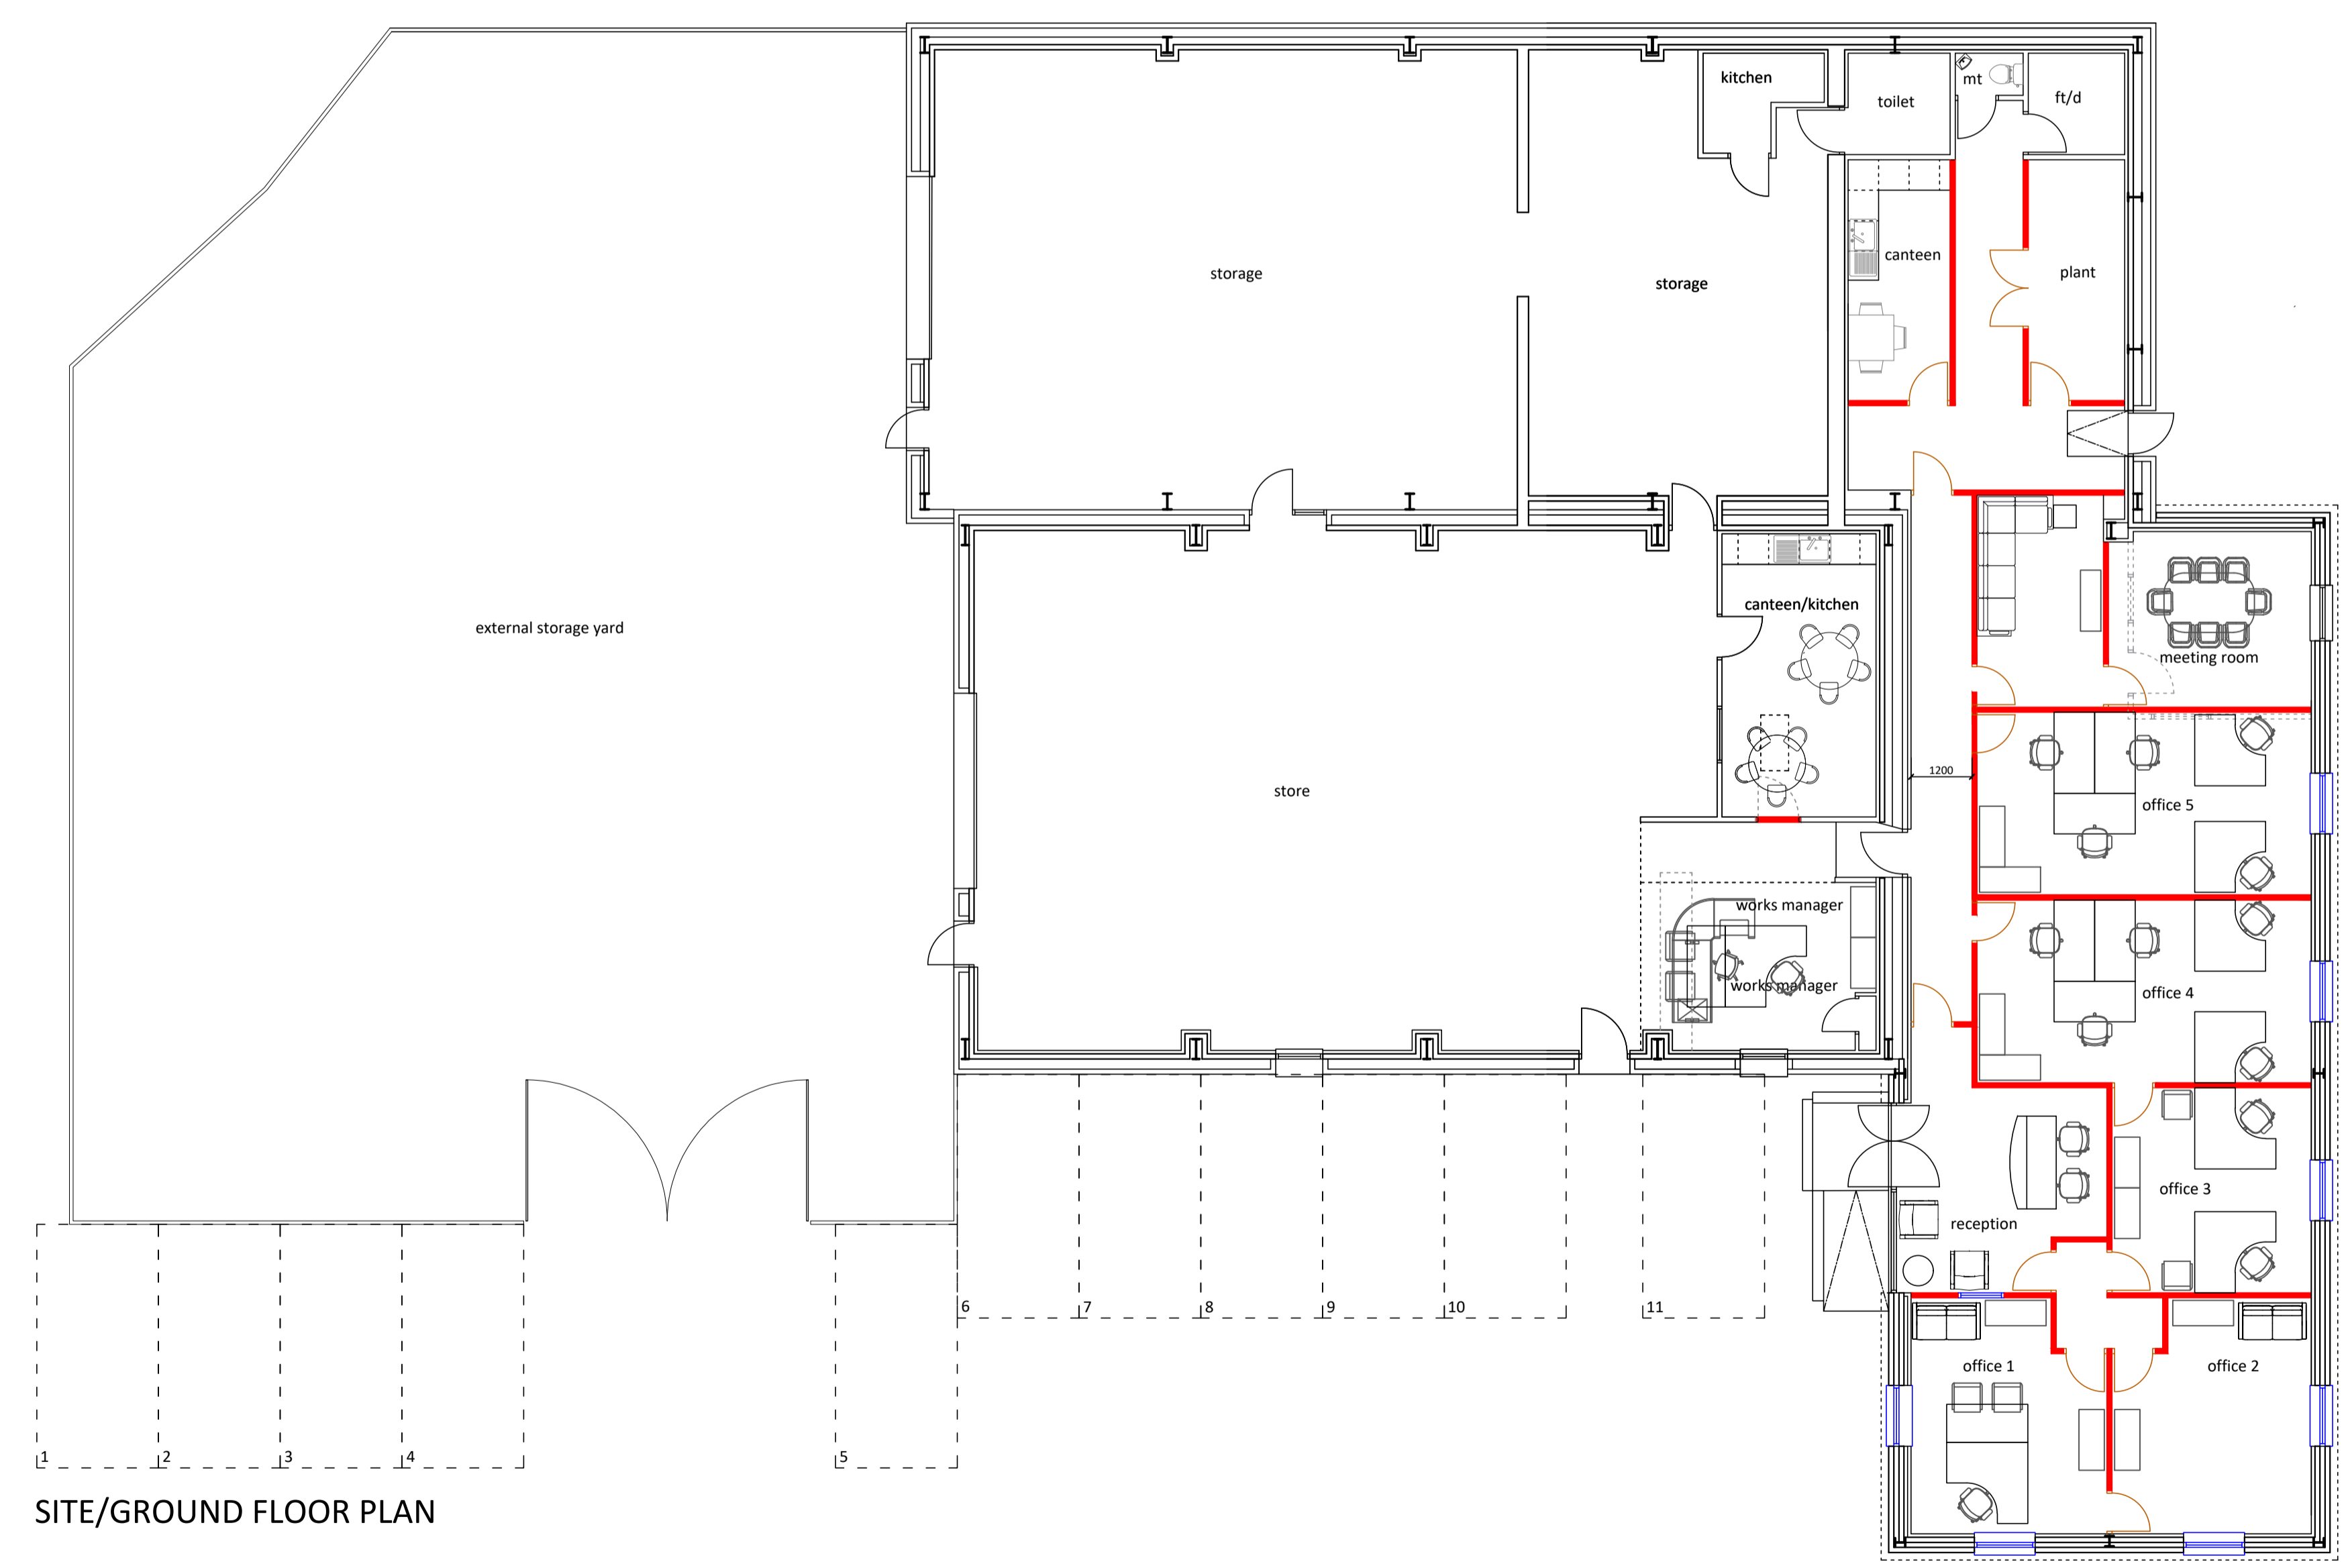 kitchen
mt
toilet
ft/d
storage
storage
canteen
plant
external storage yard
canteen/kitchen
meeting room
store
1200
office 5
works manager
works manager
office 4
office 3
reception
6
7
8
9
10
11
office 1
office 2
1
2
3
4
5
SITE/GROUND FLOOR PLAN